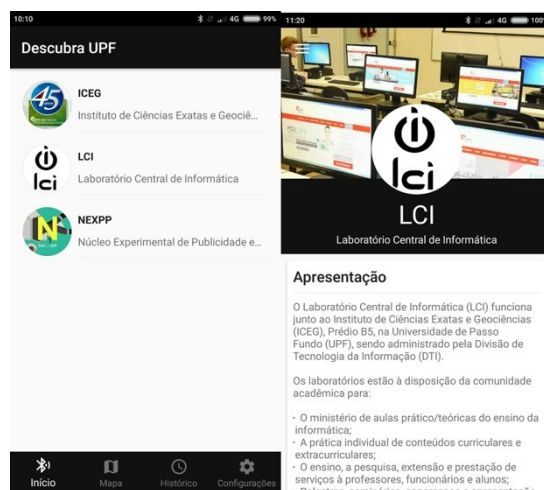 10:10
4G 99%
Descubra UPF
45
ICEG
Instituto de Ciências Exatas e Geociê...
lci
LCI
Laboratório Central de Informática
N
NEXPP
Núcleo Experimental de Publicidade e...
Início
Mapa
Histórico
Configurações
11:20
4G 100%
lci
LCI
Laboratório Central de Informática
Apresentação
O Laboratório Central de Informática (LCI) funciona
junto ao Instituto de Ciências Exatas e Geociências
(ICEG), Prédio B5, na Universidade de Passo
Fundo (UPF), sendo administrado pela Divisão de
Tecnologia da Informação (DTI).
Os laboratórios estão à disposição da comunidade
acadêmica para:
· O ministério de aulas prático/teóricas do ensino da
informática;
· A prática individual de conteúdos curriculares e
extracurriculares;
· O ensino, a pesquisa, extensão e prestação de
serviços à professores, funcionários e alunos;